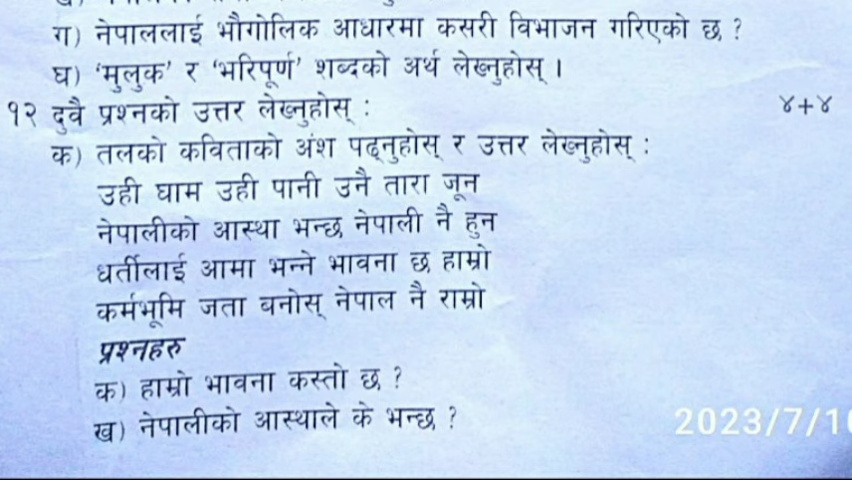 ग) नेपाललाई भौगोलिक आधारमा कसरी विभाजन गरिएको छ ?
घ) 'मुलुक' र 'भरिपूर्ण' शब्दको अर्थ लेख्नुहोस् ।
१२ दुवै प्रश्नको उत्तर लेख्नुहोस् : ४+४
क) तलको कविताको अंश पढ्नुहोस् र उत्तर लेख्नुहोस् :
उही घाम उही पानी उनै तारा जून
नेपालीको आस्था भन्छ नेपाली नै हुन
धर्तीलाई आमा भन्ने भावना छ हाम्रो
कर्मभूमि जता बनोस् नेपाल नै राम्रो
प्रश्नहरु
क) हाम्रो भावना कस्तो छ ?
ख) नेपालीको आस्थाले के भन्छ ?
2023/7/1